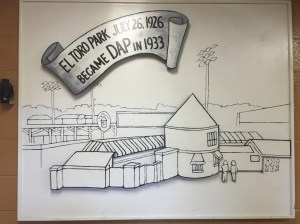 EL TORO PARK JULY 26, 1926
BECAME DAP IN 1933